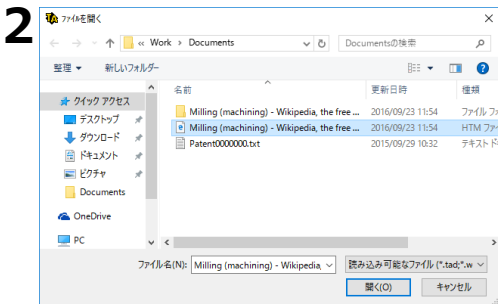 2
ファイルを開く
« Work › Documents
Documentsの検索
整理 新しいフォルダー
名前 更新日時 種類
クイック アクセス
デスクトップ
ダウンロード
ドキュメント
ピクチャ
Documents
OneDrive
PC
Milling (machining) - Wikipedia, the free ... 2016/09/23 11:54 ファイル フォ
Milling (machining) - Wikipedia, the free ... 2016/09/23 11:54 HTM ファイ
Patent0000000.txt 2015/09/29 10:32 テキスト ド
ファイル名(N): Milling (machining) - Wikipedia, 読み込み可能なファイル (*.tad;*.w
開く(O) キャンセル